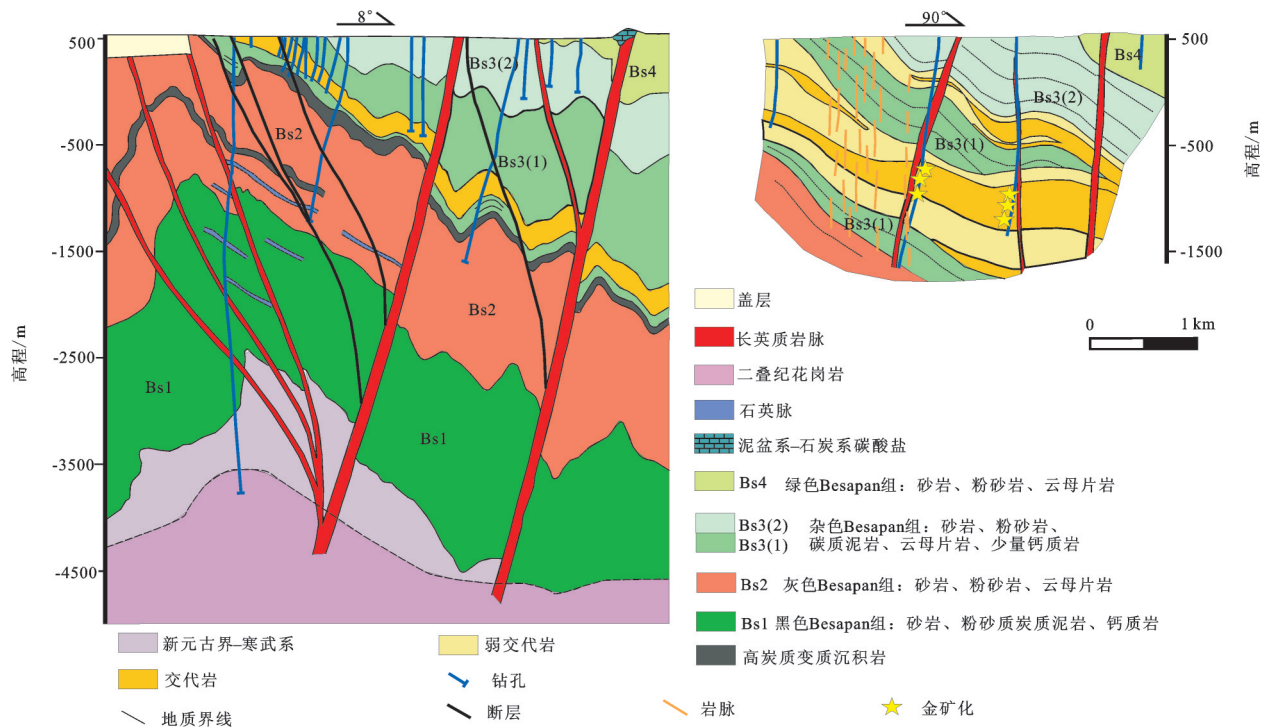 8°
500
-500
-1500
-2500
-3500
-4500
高程/m
Bs3(2)
Bs4
Bs2
Bs3(1)
Bs2
Bs1
Bs1
90°
500
-500
-1500
高程/m
Bs4
Bs3(2)
Bs3(1)
Bs3(1)
0 1 km
盖层
长英质岩脉
二叠纪花岗岩
石英脉
泥盆系–石炭系碳酸盐
Bs4 绿色Besapan组：砂岩、粉砂岩、云母片岩
Bs3(2) 杂色Besapan组：砂岩、粉砂岩、
Bs3(1) 碳质泥岩、云母片岩、少量钙质岩
Bs2 灰色Besapan组：砂岩、粉砂岩、云母片岩
Bs1 黑色Besapan组：砂岩、粉砂质炭质泥岩、钙质岩
高炭质变质沉积岩
新元古界–寒武系
弱交代岩
交代岩
钻孔
地质界线
断层
岩脉
金矿化